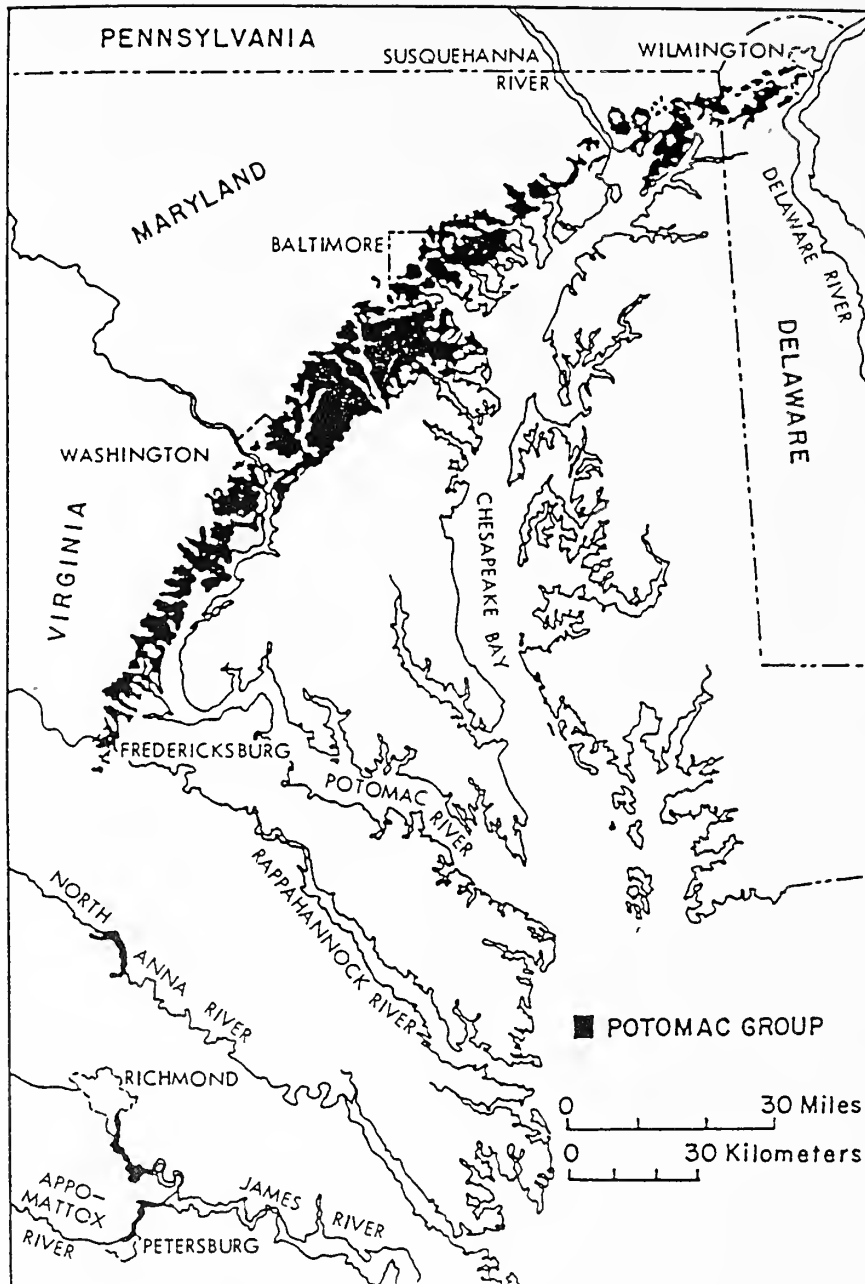 PENNSYLVANIA
SUSQUEHANNA
RIVER
WILMINGTON
MARYLAND
BALTIMORE
DELAWARE RIVER
DELAWARE
WASHINGTON
VIRGINIA
CHESAPEAKE BAY
FREDERICKSBURG
POTOMAC RIVER
RAPPAHANNOCK RIVER
NORTH ANNA RIVER
POTOMAC GROUP
RICHMOND
0 30 Miles
0 30 Kilometers
APPO-
MATTOX
RIVER
JAMES RIVER
PETERSBURG